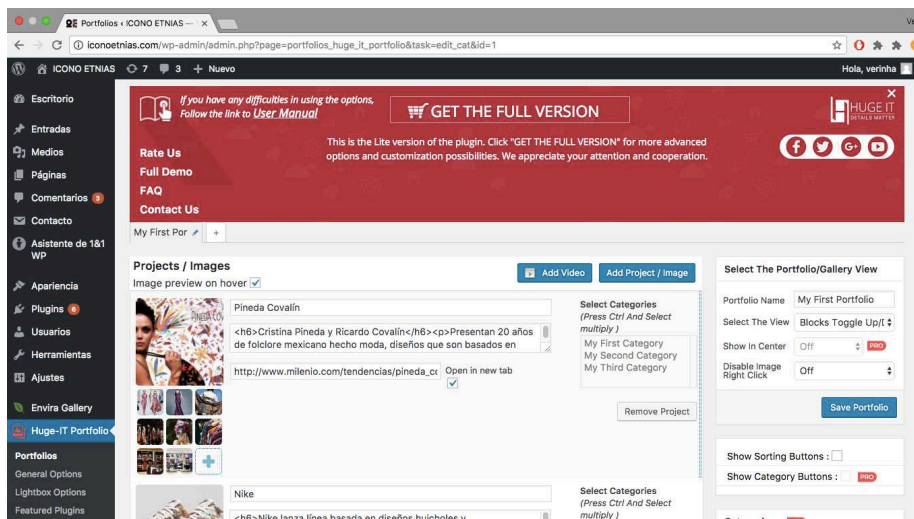 Portfolios ‹ ICONO ETNIAS —
iconoetnias.com/wp-admin/admin.php?page=portfolios_huge_it_portfolio&task=edit_cat&id=1
ICONO ETNIAS 7 3 + Nuevo
Hola, verinha
Escritorio
Entradas
Medios
Páginas
Comentarios 3
Contacto
Asistente de 1&1 WP
Apariencia
Plugins 6
Usuarios
Herramientas
Ajustes
Envira Gallery
Huge-IT Portfolio
Portfolios
General Options
Lightbox Options
Featured Plugins
If you have any difficulties in using the options,
Follow the link to User Manual
GET THE FULL VERSION
HUGE IT
DETAILS MATTER
This is the Lite version of the plugin. Click "GET THE FULL VERSION" for more advanced
options and customization possibilities. We appreciate your attention and cooperation.
Rate Us
Full Demo
FAQ
Contact Us
My First Por
+
Projects / Images
Image preview on hover
Add Video
Add Project / Image
Pineda Covalín
<h6>Cristina Pineda y Ricardo Covalín</h6><p>Presentan 20 años
de folclore mexicano hecho moda, diseños que son basados en
http://www.milenio.com/tendencias/pineda_cc
Open in new tab
Select Categories
(Press Ctrl And Select
multiply )
My First Category
My Second Category
My Third Category
Remove Project
Nike
<h6>Nike lanza línea basada en diseños huicholes y
Select Categories
(Press Ctrl And Select
multiply )
Select The Portfolio/Gallery View
Portfolio Name My First Portfolio
Select The View Blocks Toggle Up/
Show In Center Off PRO
Disable Image
Right Click
Off
Save Portfolio
Show Sorting Buttons :
Show Category Buttons : PRO